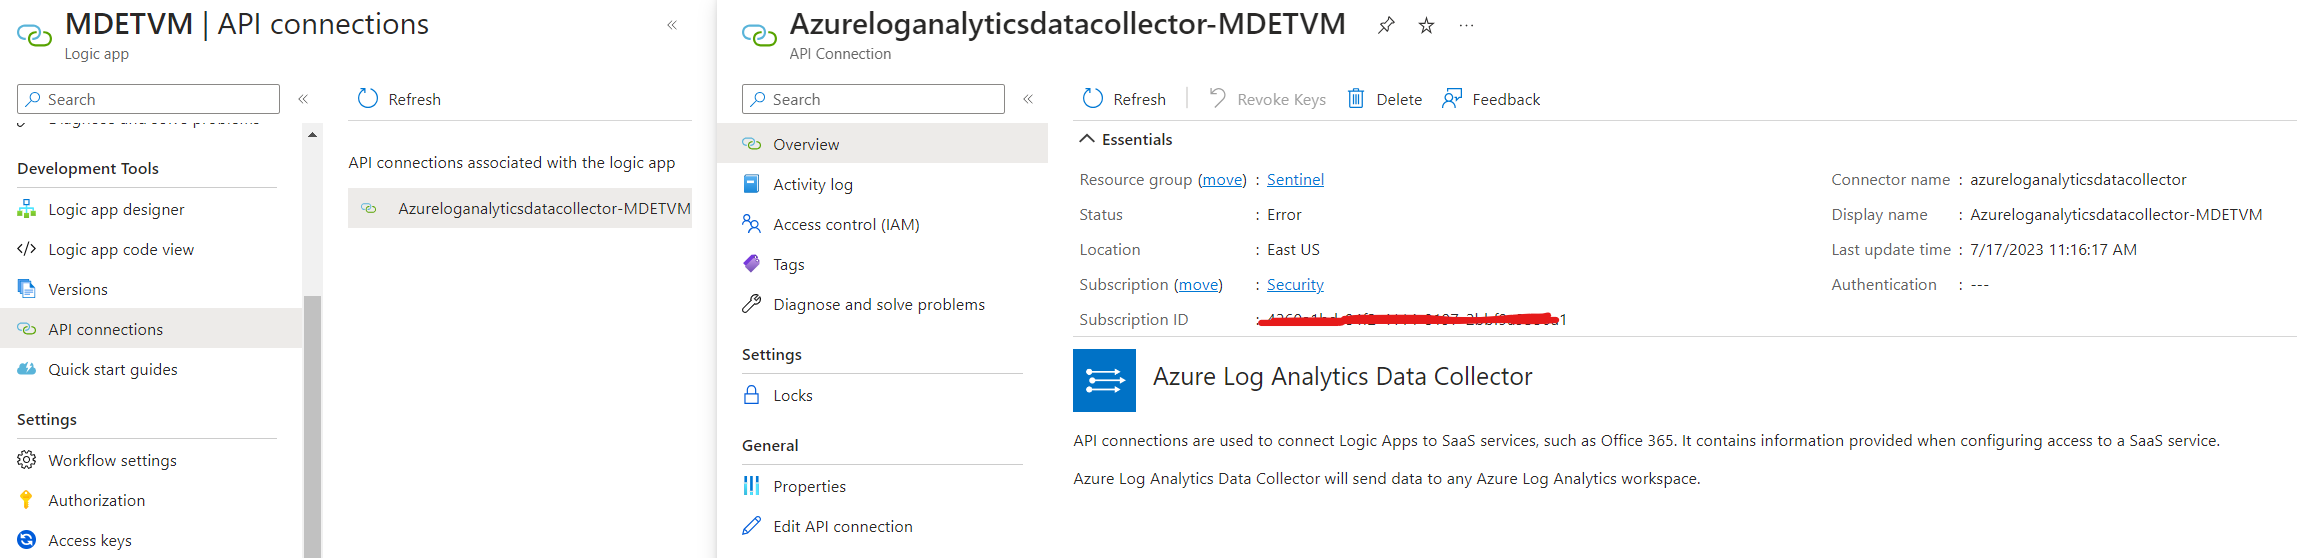 MDETVM | API connections
Logic app
«
Search
«
Diagnose and solve problems
Development Tools
Logic app designer
Logic app code view
Versions
API connections
Quick start guides
Settings
Workflow settings
Authorization
Access keys
Refresh
API connections associated with the logic app
Azureloganalyticsdatacollector-MDETVM
Azureloganalyticsdatacollector-MDETVM
API Connection
Search
«
Overview
Activity log
Access control (IAM)
Tags
Diagnose and solve problems
Settings
Locks
General
Properties
Edit API connection
Refresh Revoke Keys Delete Feedback
Essentials
Resource group (move) : Sentinel
Status : Error
Location : East US
Subscription (move) : Security
Subscription ID :
Connector name : azureloganalyticsdatacollector
Display name : Azureloganalyticsdatacollector-MDETVM
Last update time : 7/17/2023 11:16:17 AM
Authentication : ---
Azure Log Analytics Data Collector
API connections are used to connect Logic Apps to SaaS services, such as Office 365. It contains information provided when configuring access to a SaaS service.
Azure Log Analytics Data Collector will send data to any Azure Log Analytics workspace.